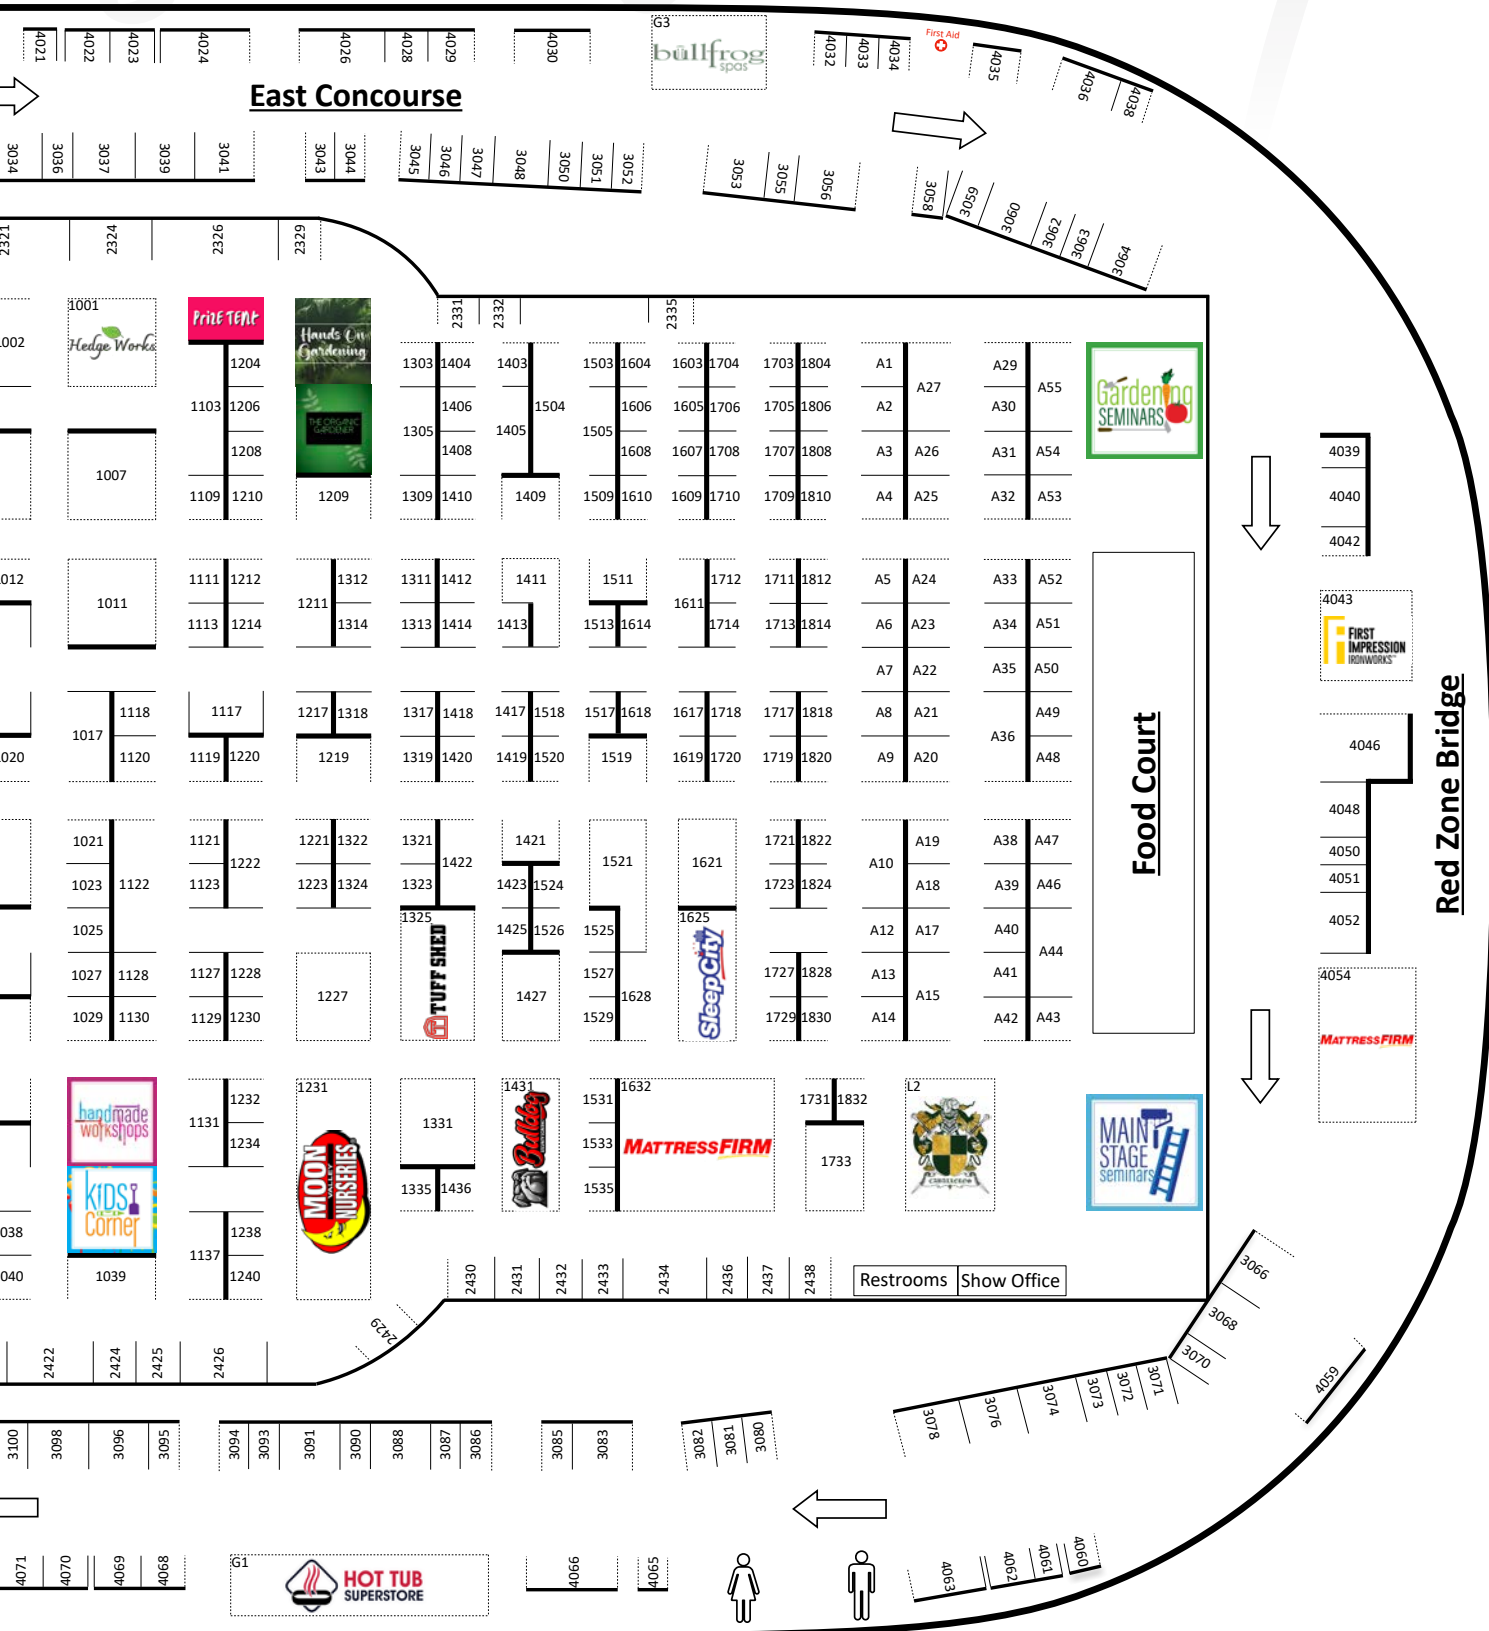 4021 4022 4023 4024 4026 4028 4029 4030
G3
bullfrog
spas
4032 4033 4034
First Aid
4035 4036 4038
East Concourse
3034 3036 3037 3039 3041 3043 3044 3045 3046 3047 3048 3050 3051 3052 3053 3055 3056 3058 3059 3060 3062 3063 3064
2321 2324 2326 2329
2331 2332 2335
1001
Hedge Works
PRIZE TENT
Hands On
Gardening
THE ORGANIC
GARDENER
002
1204
1103 1206
1208
1007
1109 1210
1209
1303 1404 1403 1503 1604 1603 1704 1703 1804 A1 A27 A29 A55
1406 1504 1606 1605 1706 1705 1806 A2 A30
1305 1405 1505
1408 1608 1607 1708 1707 1808 A3 A26 A31 A54
1309 1410 1409 1509 1610 1609 1710 1709 1810 A4 A25 A32 A53
Gardening
SEMINARS
4039
4040
4042
012 1011 1111 1212 1211 1312 1311 1412 1411 1511 1611 1712 1711 1812 A5 A24 A33 A52
1113 1214 1314 1313 1414 1413 1513 1614 1714 1713 1814 A6 A23 A34 A51
A7 A22 A35 A50
4043
FIRST
IMPRESSION
IRONWORKS
1017 1118 1117 1217 1318 1317 1418 1417 1518 1517 1618 1617 1718 1717 1818 A8 A21 A36 A49
020 1120 1119 1220 1219 1319 1420 1419 1520 1519 1619 1720 1719 1820 A9 A20 A48
Food Court
Red Zone Bridge
4046
4048
4050
4051
4052
1021 1121 1222 1221 1322 1321 1422 1421 1521 1621 1721 1822 A10 A19 A38 A47
1023 1122 1123 1223 1324 1323 1423 1524 1723 1824 A18 A39 A46
1025 1325 1425 1526 1525 1625 A12 A17 A40 A44
TUFF SHED
SleepCity
1027 1128 1127 1228 1227 1427 1527 1628 1727 1828 A13 A15 A41
1029 1130 1129 1230 1529 1729 1830 A14 A42 A43
4054
MATTRESSFIRM
handmade
workshops
KIDS
Corner
1232
1131
1234
1231
MOON
VALLEY
NURSERIES
1331
1335 1436
1431
Bulldog
1531
1533
1535
1632
MATTRESSFIRM
1731 1832
1733
L2
CABALLEROS
MAIN
STAGE
seminars
038
040
1039
1238
1137
1240
2430 2431 2432 2433 2434 2436 2437 2438
Restrooms Show Office
2422 2424 2425 2426 2429
3066
3068
3070
3071 3072 3073 3074 3076 3078
4059
3100 3098 3096 3095 3094 3093 3091 3090 3088 3087 3086 3085 3083 3082 3081 3080
4071 4070 4069 4068
G1
HOT TUB
SUPERSTORE
4066 4065 4063 4062 4061 4060